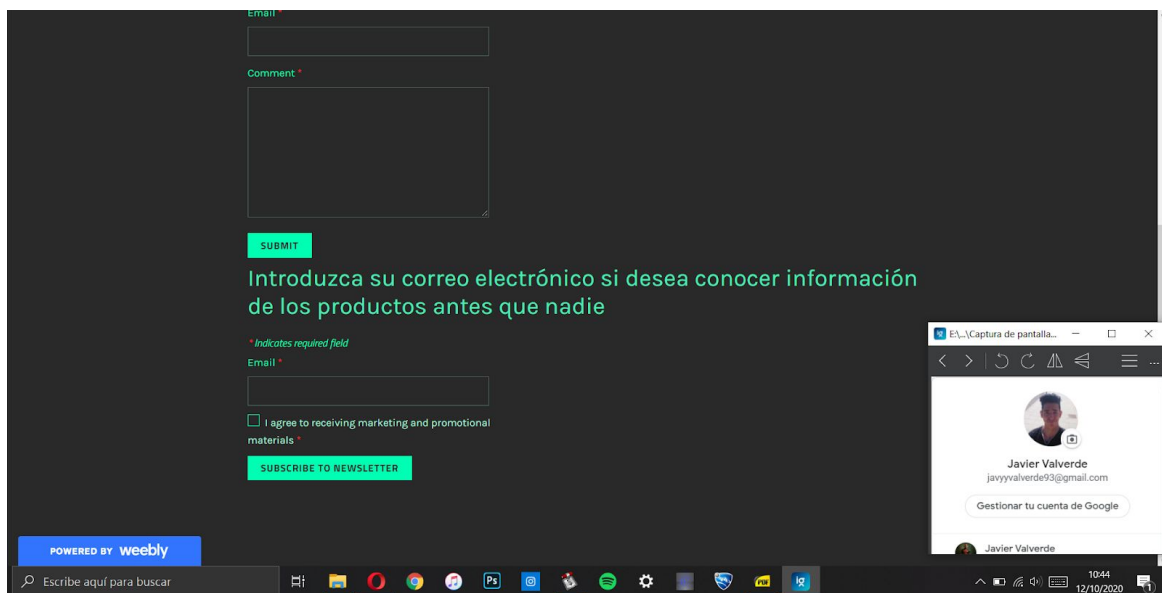 Email *
Comment *
SUBMIT
Introduzca su correo electrónico si desea conocer información
de los productos antes que nadie
* Indicates required field
Email *
I agree to receiving marketing and promotional
materials *
SUBSCRIBE TO NEWSLETTER
POWERED BY weebly
E:\...\Captura de pantalla...
Javier Valverde
javyyvalverde93@gmail.com
Gestionar tu cuenta de Google
Javier Valverde
Escribe aquí para buscar
Ps
PDF
10:44
12/10/2020
1